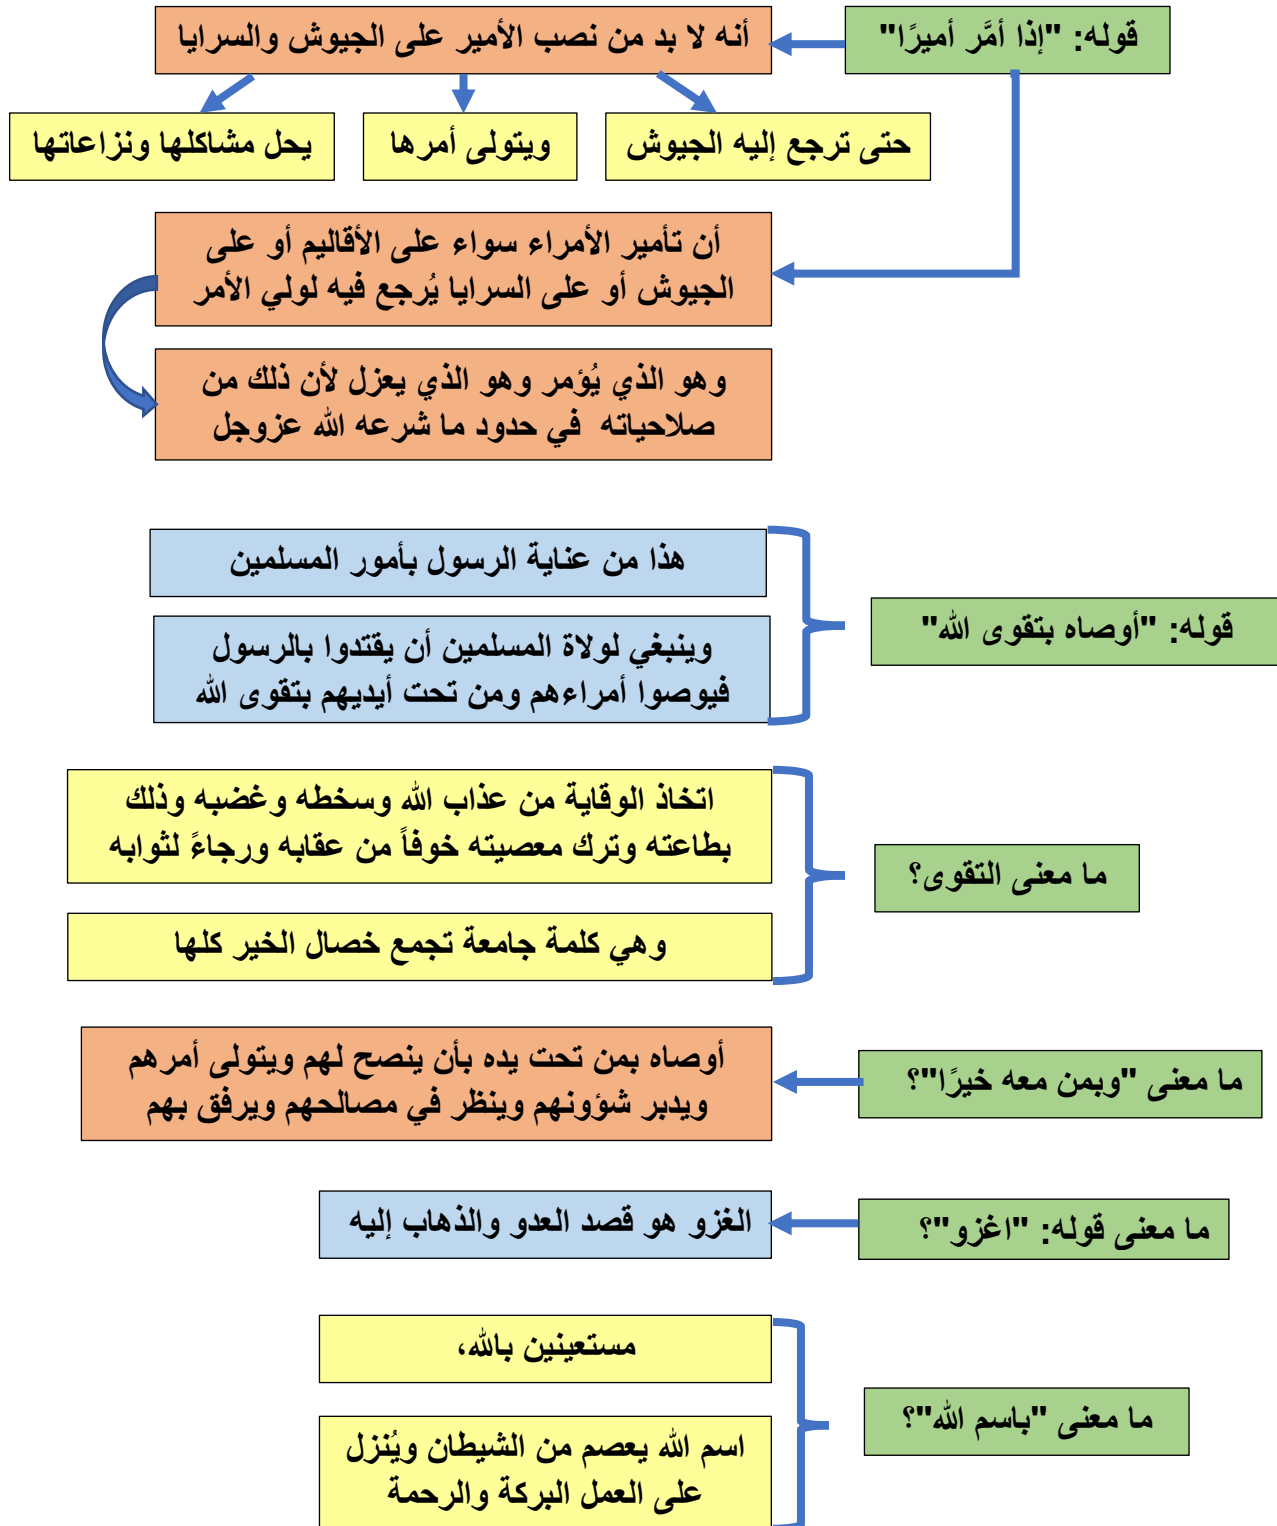 قوله: "إذا أمَّر أميرًا"
أنه لا بد من نصب الأمير على الجيوش والسرايا
حتى ترجع إليه الجيوش
ويتولى أمرها
يحل مشاكلها ونزاعاتها
أن تأمير الأمراء سواء على الأقاليم أو على
الجيوش أو على السرايا يُرجع فيه لولي الأمر
وهو الذي يُؤمر وهو الذي يعزل لأن ذلك من
صلاحياته في حدود ما شرعه الله عزوجل
قوله: "أوصاه بتقوى الله"
هذا من عناية الرسول بأمور المسلمين
وينبغي لولاة المسلمين أن يقتدوا بالرسول
فيوصوا أمراءهم ومن تحت أيديهم بتقوى الله
ما معنى التقوى؟
اتخاذ الوقاية من عذاب الله وسخطه وغضبه وذلك
بطاعته وترك معصيته خوفاً من عقابه ورجاءً لثوابه
وهي كلمة جامعة تجمع خصال الخير كلها
ما معنى "وبمن معه خيرًا"؟
أوصاه بمن تحت يده بأن ينصح لهم ويتولى أمرهم
ويدبر شؤونهم وينظر في مصالحهم ويرفق بهم
ما معنى قوله: "اغزو"؟
الغزو هو قصد العدو والذهاب إليه
ما معنى "باسم الله"؟
مستعينين بالله،
اسم الله يعصم من الشيطان ويُنزل
على العمل البركة والرحمة